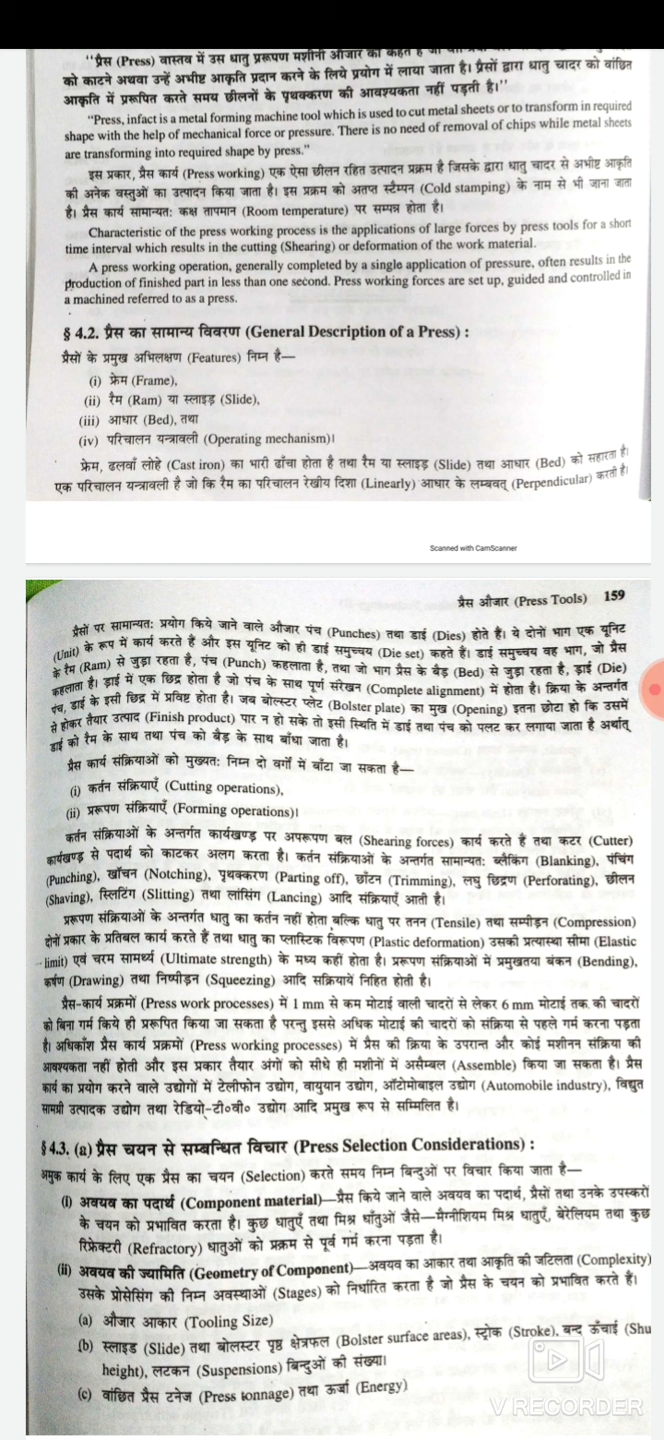 "प्रैस (Press) वास्तव में उस धातु प्ररूपण मशीनी औजार को कहते हैं जो
को काटने अथवा उन्हें अभीष्ट आकृति प्रदान करने के लिये प्रयोग में लाया जाता है। प्रैसों द्वारा धातु चादर को वांछित
आकृति में प्ररूपित करते समय छीलनों के पृथक्करण की आवश्यकता नहीं पड़ती है।"
"Press, infact is a metal forming machine tool which is used to cut metal sheets or to transform in required
shape with the help of mechanical force or pressure. There is no need of removal of chips while metal sheets
are transforming into required shape by press."
इस प्रकार, प्रैस कार्य (Press working) एक ऐसा छीलन रहित उत्पादन प्रक्रम है जिसके द्वारा धातु चादर से अभीष्ट आकृति
की अनेक वस्तुओं का उत्पादन किया जाता है। इस प्रक्रम को अतप्त स्टैम्पन (Cold stamping) के नाम से भी जाना जाता
है। प्रैस कार्य सामान्यत: कक्ष तापमान (Room temperature) पर सम्पन्न होता है।
Characteristic of the press working process is the applications of large forces by press tools for a short
time interval which results in the cutting (Shearing) or deformation of the work material.
A press working operation, generally completed by a single application of pressure, often results in the
production of finished part in less than one second. Press working forces are set up, guided and controlled in
a machined referred to as a press.
§ 4.2. प्रैस का सामान्य विवरण (General Description of a Press) :
प्रैसों के प्रमुख अभिलक्षण (Features) निम्न है—
(i) फ्रेम (Frame),
(ii) रैम (Ram) या स्लाइड (Slide),
(iii) आधार (Bed), तथा
(iv) परिचालन यन्त्रावली (Operating mechanism)।
फ्रेम, ढलवाँ लोहे (Cast iron) का भारी ढाँचा होता है तथा रैम या स्लाइड (Slide) तथा आधार (Bed) को सहारता है।
एक परिचालन यन्त्रावली है जो कि रैम का परिचालन रेखीय दिशा (Linearly) आधार के लम्बवत् (Perpendicular) करती है।
Scanned with CamScanner
प्रैस औजार (Press Tools) 159
प्रैसों पर सामान्यत: प्रयोग किये जाने वाले औजार पंच (Punches) तथा डाई (Dies) होते हैं। ये दोनों भाग एक यूनिट
(Unit) के रूप में कार्य करते हैं और इस यूनिट को ही डाई समुच्चय (Die set) कहते हैं। डाई समुच्चय वह भाग, जो प्रैस
के रैम (Ram) से जुड़ा रहता है, पंच (Punch) कहलाता है, तथा जो भाग प्रैस के बैड़ (Bed) से जुड़ा रहता है, ड़ाई (Die)
कहलाता है। ड़ाई में एक छिद्र होता है जो पंच के साथ पूर्ण संरेखन (Complete alignment) में होता है। क्रिया के अन्तर्गत
पंच, डाई के इसी छिद्र में प्रविष्ट होता है। जब बोल्स्टर प्लेट (Bolster plate) का मुख (Opening) इतना छोटा हो कि उसमें
से होकर तैयार उत्पाद (Finish product) पार न हो सके तो इसी स्थिति में डाई तथा पंच को पलट कर लगाया जाता है अर्थात्
डाई को रैम के साथ तथा पंच को बैड़ के साथ बाँधा जाता है।
प्रैस कार्य संक्रियाओं को मुख्यत: निम्न दो वर्गों में बाँटा जा सकता है—
(i) कर्तन संक्रियाएँ (Cutting operations),
(ii) प्ररूपण संक्रियाएँ (Forming operations)।
कर्तन संक्रियाओं के अन्तर्गत कार्यखण्ड पर अपरूपण बल (Shearing forces) कार्य करते हैं तथा कटर (Cutter)
कार्यखण्ड़ से पदार्थ को काटकर अलग करता है। कर्तन संक्रियाओं के अन्तर्गत सामान्यत: ब्लैंकिग (Blanking), पंचिंग
(Punching), खाँचन (Notching), पृथक्करण (Parting off), छाँटन (Trimming), लघु छिद्रण (Perforating), छीलन
(Shaving), स्लिटिंग (Slitting) तथा लांसिंग (Lancing) आदि संक्रियाएँ आती है।
प्ररूपण संक्रियाओं के अन्तर्गत धातु का कर्तन नहीं होता बल्कि धातु पर तनन (Tensile) तथा सम्पीड़न (Compression)
दोनों प्रकार के प्रतिबल कार्य करते हैं तथा धातु का प्लास्टिक विरूपण (Plastic deformation) उसकी प्रत्यास्था सीमा (Elastic
limit) एवं चरम सामर्थ्य (Ultimate strength) के मध्य कहीं होता है। प्ररूपण संक्रियाओं में प्रमुखतया बंकन (Bending),
कर्षण (Drawing) तथा निष्पीड़न (Squeezing) आदि सक्रियायें निहित होती है।
प्रैस-कार्य प्रक्रमों (Press work processes) में 1 mm से कम मोटाई वाली चादरों से लेकर 6 mm मोटाई तक की चादरों
को बिना गर्म किये ही प्ररूपित किया जा सकता है परन्तु इससे अधिक मोटाई की चादरों को संक्रिया से पहले गर्म करना पड़ता
है। अधिकाँश प्रैस कार्य प्रक्रमों (Press working processes) में प्रैस की क्रिया के उपरान्त और कोई मशीनन संक्रिया की
आवश्यकता नहीं होती और इस प्रकार तैयार अंगों को सीधे ही मशीनों में असैम्बल (Assemble) किया जा सकता है। प्रैस
कार्य का प्रयोग करने वाले उद्योगों में टेलीफोन उद्योग, वायुयान उद्योग, ऑटोमोबाइल उद्योग (Automobile industry), विद्युत
सामग्री उत्पादक उद्योग तथा रेडियो-टी०वी० उद्योग आदि प्रमुख रूप से सम्मिलित है।
§ 4.3. (a) प्रैस चयन से सम्बन्धित विचार (Press Selection Considerations) :
अमुक कार्य के लिए एक प्रैस का चयन (Selection) करते समय निम्न बिन्दुओं पर विचार किया जाता है—
(i) अवयव का पदार्थ (Component material)—प्रैस किये जाने वाले अवयव का पदार्थ, प्रैसों तथा उनके उपस्करों
के चयन को प्रभावित करता है। कुछ धातुएँ तथा मिश्र धाँतुओं जैसे—मैग्नीशियम मिश्र धातुएँ, बेरेलियम तथा कुछ
रिफ्रेक्टरी (Refractory) धातुओं को प्रक्रम से पूर्व गर्म करना पड़ता है।
(ii) अवयव की ज्यामिति (Geometry of Component)—अवयव का आकार तथा आकृति की जटिलता (Complexity)
उसके प्रोसेसिंग की निम्न अवस्थाओं (Stages) को निर्धारित करता है जो प्रैस के चयन को प्रभावित करते हैं।
(a) औजार आकार (Tooling Size)
(b) स्लाइड (Slide) तथा बोलस्टर पृष्ठ क्षेत्रफल (Bolster surface areas), स्ट्रोक (Stroke), बन्द ऊँचाई (Shu
height), लटकन (Suspensions) बिन्दुओं की संख्या।
(c) वांछित प्रैस टनेज (Press tonnage) तथा ऊर्जा (Energy)
V RECORDER